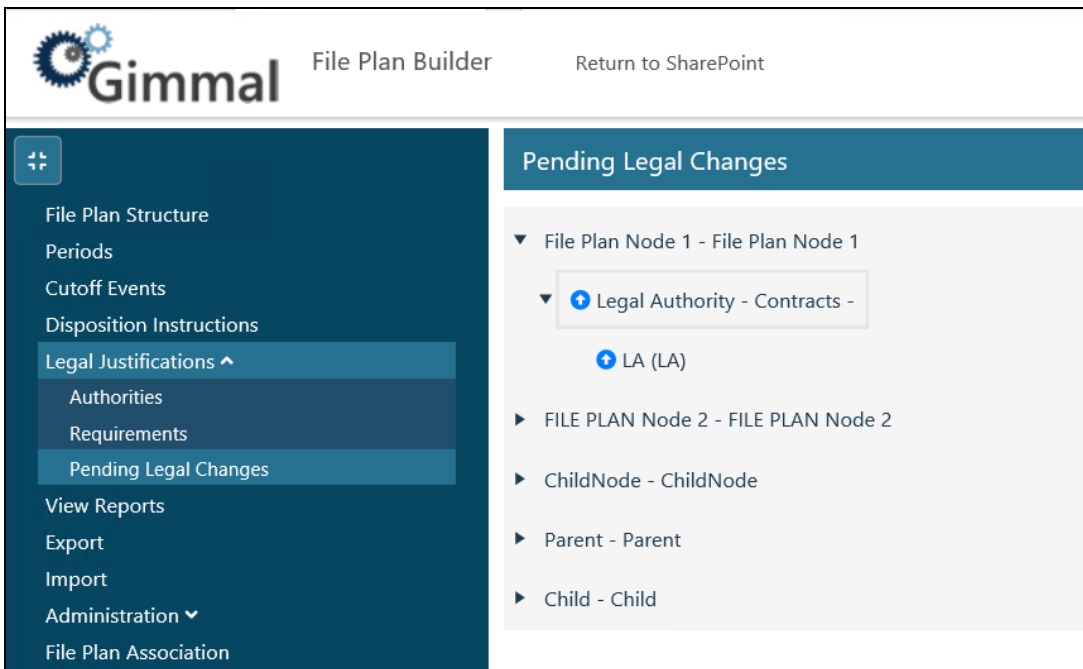 Gimmal
File Plan Builder
Return to SharePoint
File Plan Structure
Periods
Cutoff Events
Disposition Instructions
Legal Justifications
Authorities
Requirements
Pending Legal Changes
View Reports
Export
Import
Administration
File Plan Association
Pending Legal Changes
File Plan Node 1 - File Plan Node 1
Legal Authority - Contracts -
LA (LA)
FILE PLAN Node 2 - FILE PLAN Node 2
ChildNode - ChildNode
Parent - Parent
Child - Child